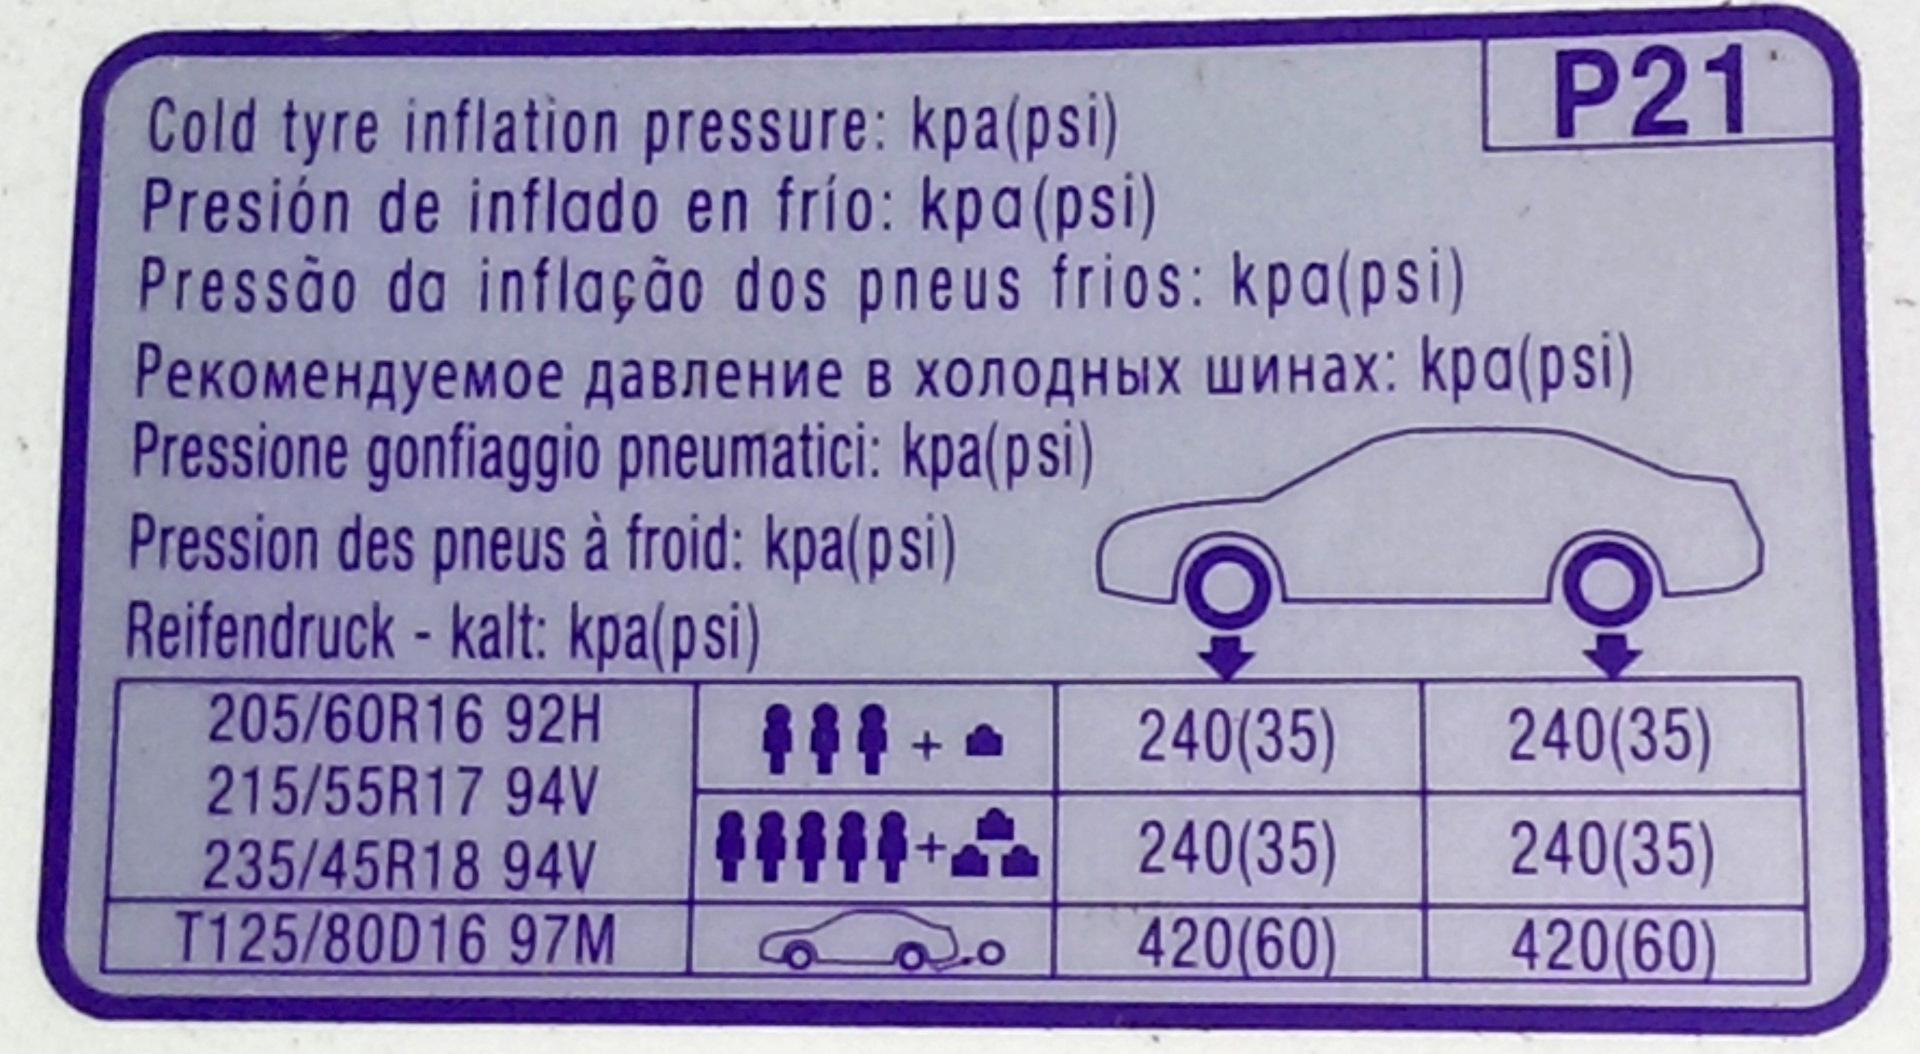 P21
Cold tyre inflation pressure: kpa(psi)
Presión de inflado en frío: kpa(psi)
Pressão da inflação dos pneus frios: kpa(psi)
Рекомендуемое давление в холодных шинах: kpa(psi)
Pressione gonfiaggio pneumatici: kpa(psi)
Pression des pneus à froid: kpa(psi)
Reifendruck - kalt: kpa(psi)
205/60R16 92H
215/55R17 94V
235/45R18 94V
+ 240(35) 240(35)
+ 240(35) 240(35)
T125/80D16 97M 420(60) 420(60)